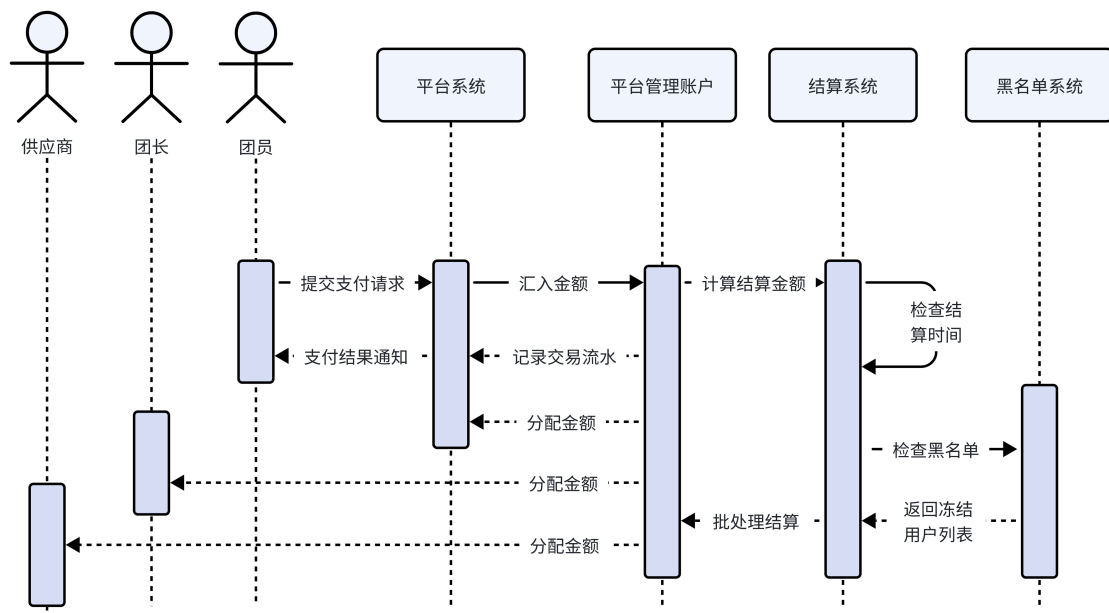 供应商
团长
团员
平台系统
平台管理账户
结算系统
黑名单系统
提交支付请求
汇入金额
计算结算金额
检查结
算时间
支付结果通知
记录交易流水
分配金额
检查黑名单
分配金额
批处理结算
返回冻结
用户列表
分配金额